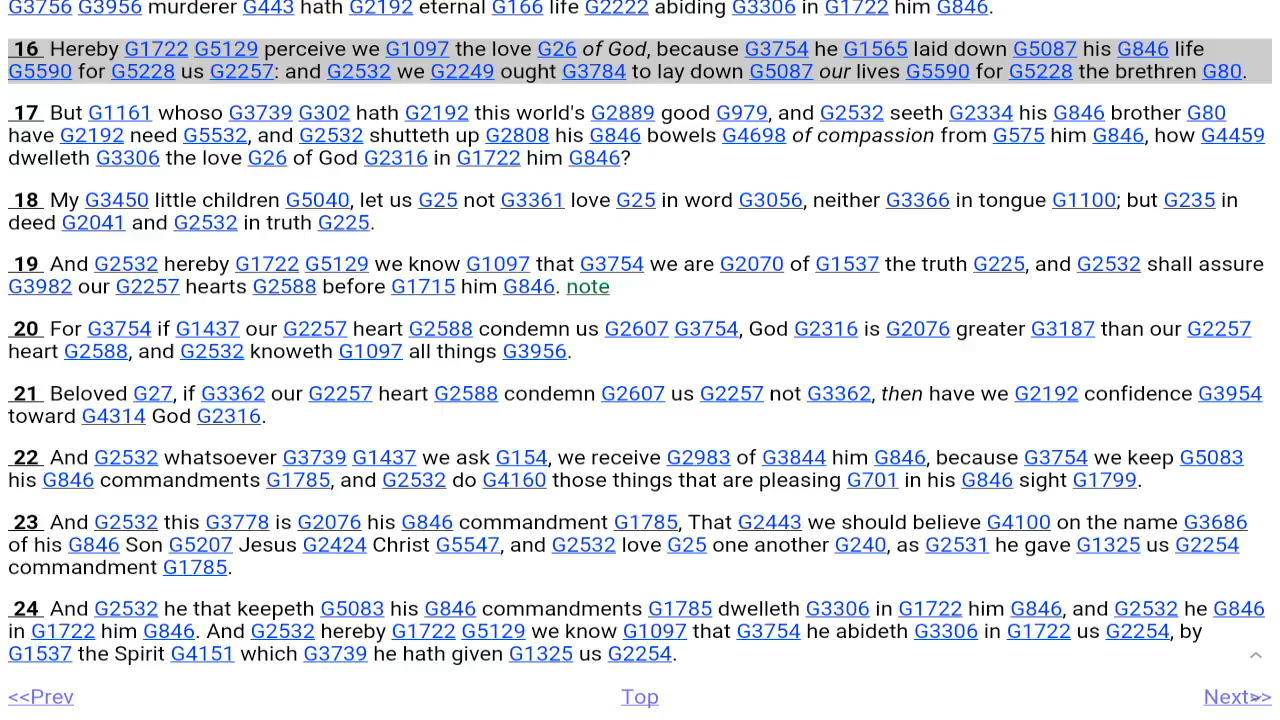 G3756 G3956 murderer G443 hath G2192 eternal G166 life G2222 abiding G3306 in G1722 him G846.
16 Hereby G1722 G5129 perceive we G1097 the love G26 of God, because G3754 he G1565 laid down G5087 his G846 life
G5590 for G5228 us G2257: and G2532 we G2249 ought G3784 to lay down G5087 our lives G5590 for G5228 the brethren G80.
17 But G1161 whoso G3739 G302 hath G2192 this world's G2889 good G979, and G2532 seeth G2334 his G846 brother G80
have G2192 need G5532, and G2532 shutteth up G2808 his G846 bowels G4698 of compassion from G575 him G846, how G4459
dwelleth G3306 the love G26 of God G2316 in G1722 him G846?
18 My G3450 little children G5040, let us G25 not G3361 love G25 in word G3056, neither G3366 in tongue G1100; but G235 in
deed G2041 and G2532 in truth G225.
19 And G2532 hereby G1722 G5129 we know G1097 that G3754 we are G2070 of G1537 the truth G225, and G2532 shall assure
G3982 our G2257 hearts G2588 before G1715 him G846. note
20 For G3754 if G1437 our G2257 heart G2588 condemn us G2607 G3754, God G2316 is G2076 greater G3187 than our G2257
heart G2588, and G2532 knoweth G1097 all things G3956.
21 Beloved G27, if G3362 our G2257 heart G2588 condemn G2607 us G2257 not G3362, then have we G2192 confidence G3954
toward G4314 God G2316.
22 And G2532 whatsoever G3739 G1437 we ask G154, we receive G2983 of G3844 him G846, because G3754 we keep G5083
his G846 commandments G1785, and G2532 do G4160 those things that are pleasing G701 in his G846 sight G1799.
23 And G2532 this G3778 is G2076 his G846 commandment G1785, That G2443 we should believe G4100 on the name G3686
of his G846 Son G5207 Jesus G2424 Christ G5547, and G2532 love G25 one another G240, as G2531 he gave G1325 us G2254
commandment G1785.
24 And G2532 he that keepeth G5083 his G846 commandments G1785 dwelleth G3306 in G1722 him G846, and G2532 he G846
in G1722 him G846. And G2532 hereby G1722 G5129 we know G1097 that G3754 he abideth G3306 in G1722 us G2254, by
G1537 the Spirit G4151 which G3739 he hath given G1325 us G2254.
<<Prev Top Next>>